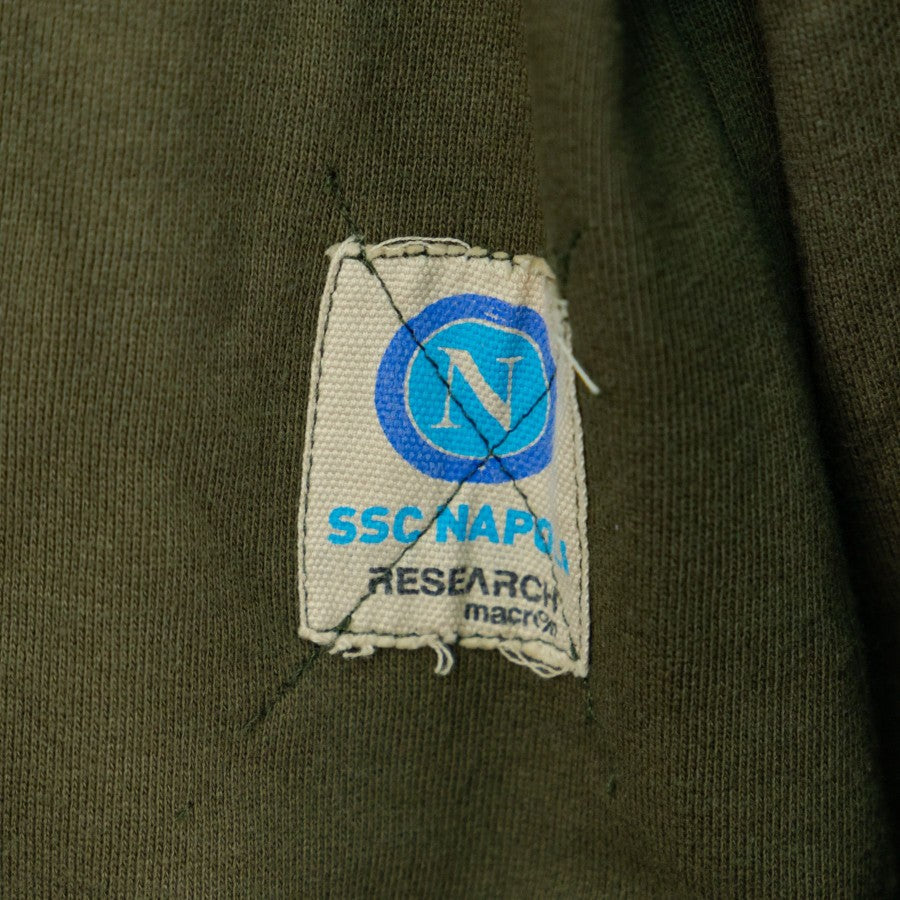 N
SSC NAPOLI
RESEARCH
macron